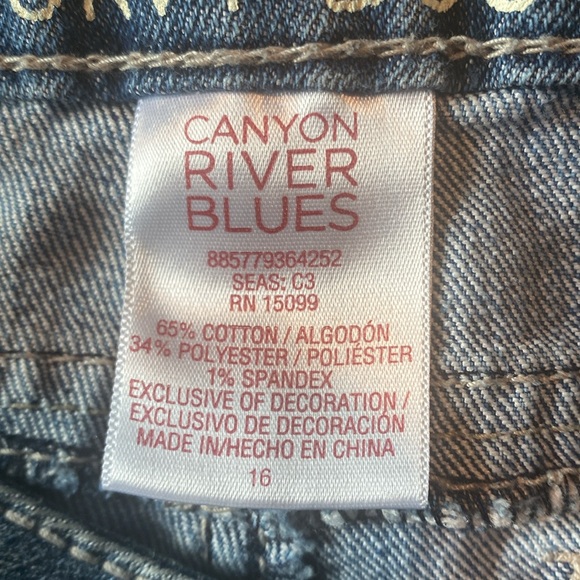 CANYON
RIVER
BLUES
885779364252
SEAS: C3
RN 15099
65% COTTON / ALGODÓN
34% POLYESTER / POLIÉSTER
1% SPANDEX
EXCLUSIVE OF DECORATION /
EXCLUSIVO DE DECORACIÓN
MADE IN/HECHO EN CHINA
16